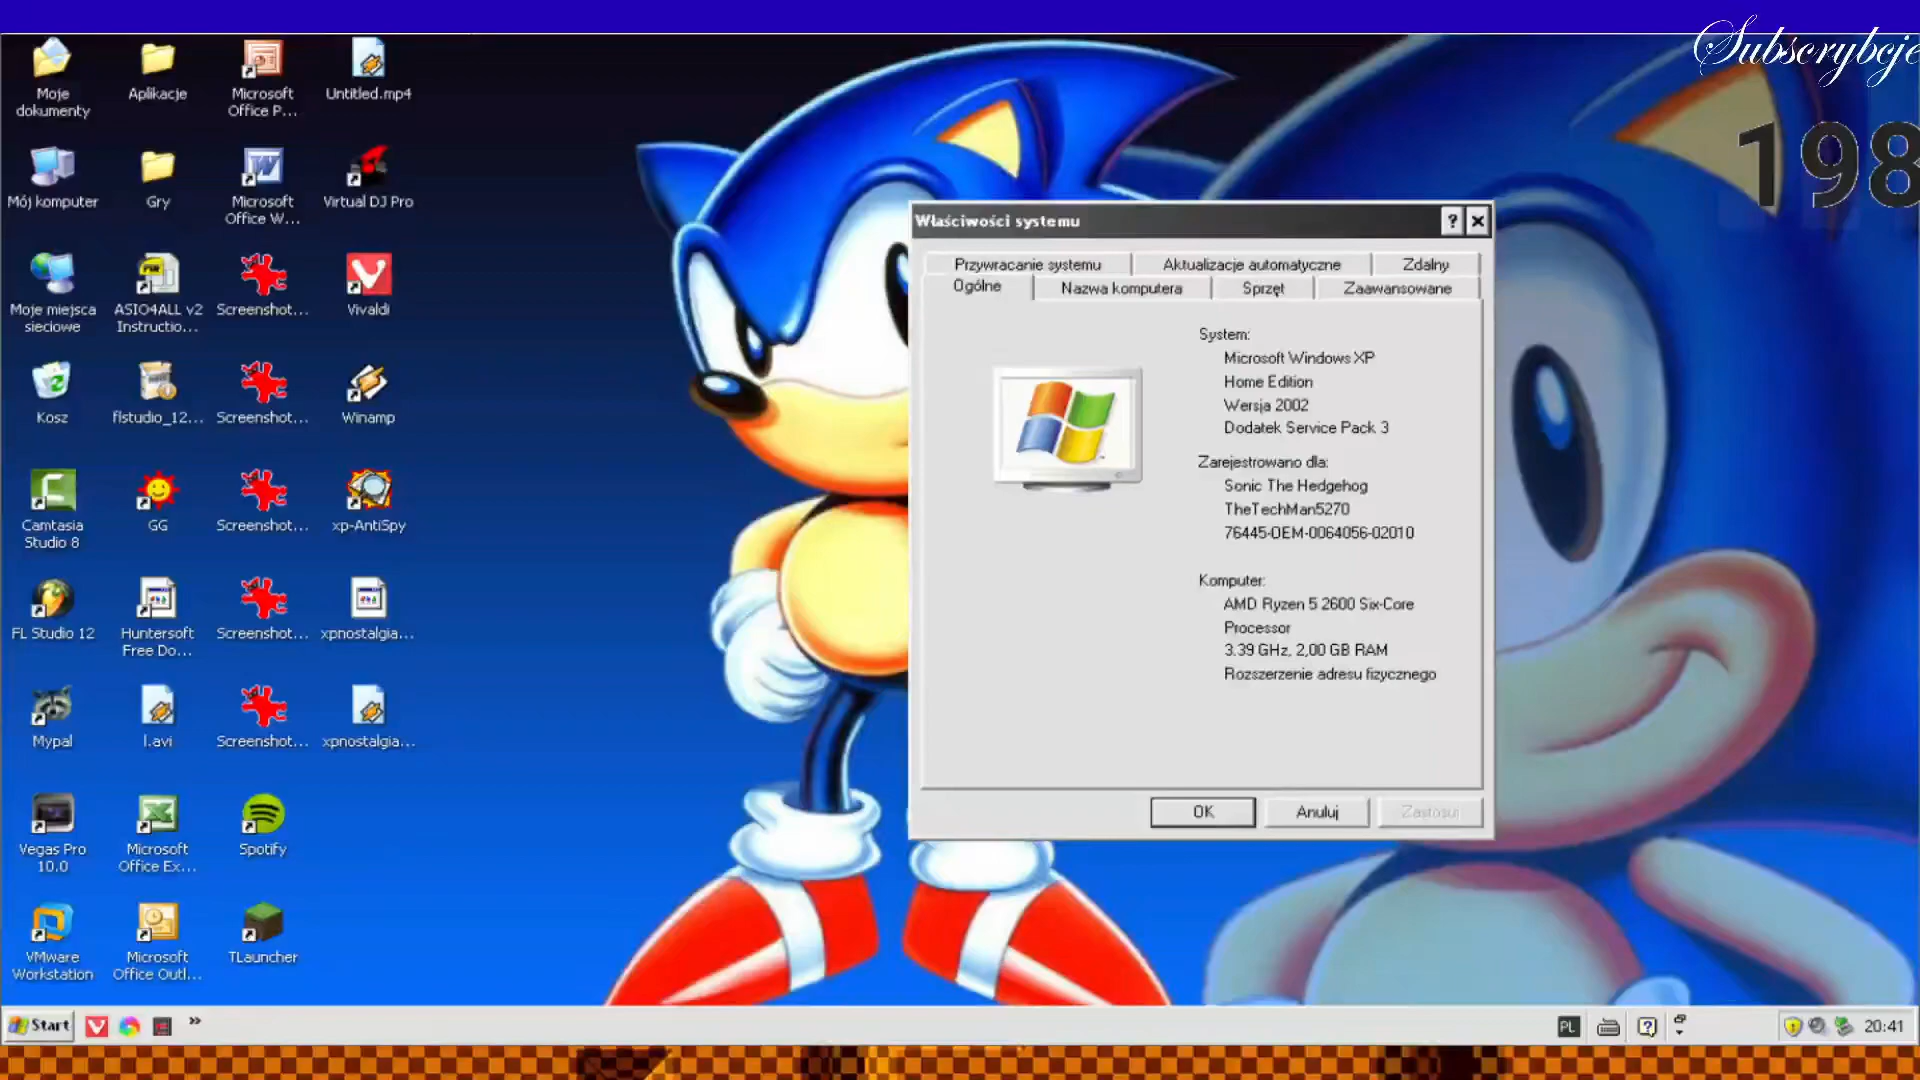 Subscrybcje
198
Moje
dokumenty
Aplikacje
Microsoft
Office P...
Untitled.mp4
Mój komputer
Gry
Microsoft
Office W...
Virtual DJ Pro
Moje miejsca
sieciowe
ASIO4ALL v2
Instructio...
Screenshot...
Vivaldi
Kosz
flstudio_12...
Screenshot...
Winamp
Camtasia
Studio 8
GG
Screenshot...
xp-AntiSpy
FL Studio 12
Huntersoft
Free Do...
Screenshot...
xpnostalgia...
Mypal
l.avi
Screenshot...
xpnostalgia...
Vegas Pro
10.0
Microsoft
Office Ex...
Spotify
VMware
Workstation
Microsoft
Office Outl...
TLauncher
Właściwości systemu
Przywracanie systemu
Aktualizacje automatyczne
Zdalny
Ogólne
Nazwa komputera
Sprzęt
Zaawansowane
System:
Microsoft Windows XP
Home Edition
Wersja 2002
Dodatek Service Pack 3
Zarejestrowano dla:
Sonic The Hedgehog
TheTechMan5270
76445-OEM-0064056-02010
Komputer:
AMD Ryzen 5 2600 Six-Core
Processor
3.39 GHz, 2,00 GB RAM
Rozszerzenie adresu fizycznego
OK
Anuluj
Zastosuj
Start
PL
20:41